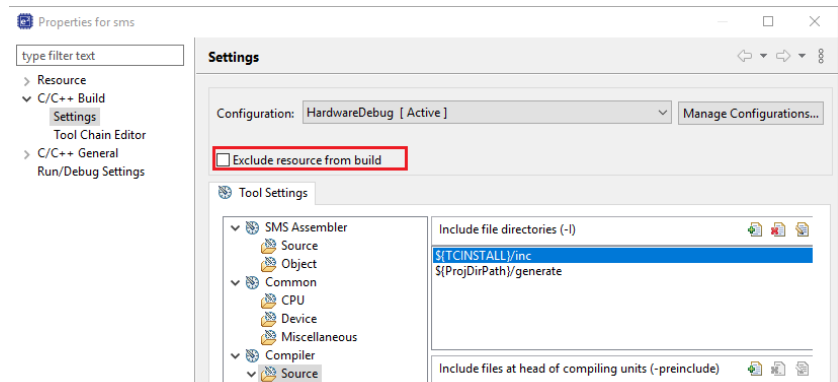 Properties for sms
type filter text
Settings
Resource
C/C++ Build
Settings
Tool Chain Editor
C/C++ General
Run/Debug Settings
Configuration: HardwareDebug [ Active ]
Manage Configurations...
Exclude resource from build
Tool Settings
SMS Assembler
Source
Object
Common
CPU
Device
Miscellaneous
Compiler
Source
Include file directories (-I)
${TCINSTALL}/inc
${ProjDirPath}/generate
Include files at head of compiling units (-preinclude)